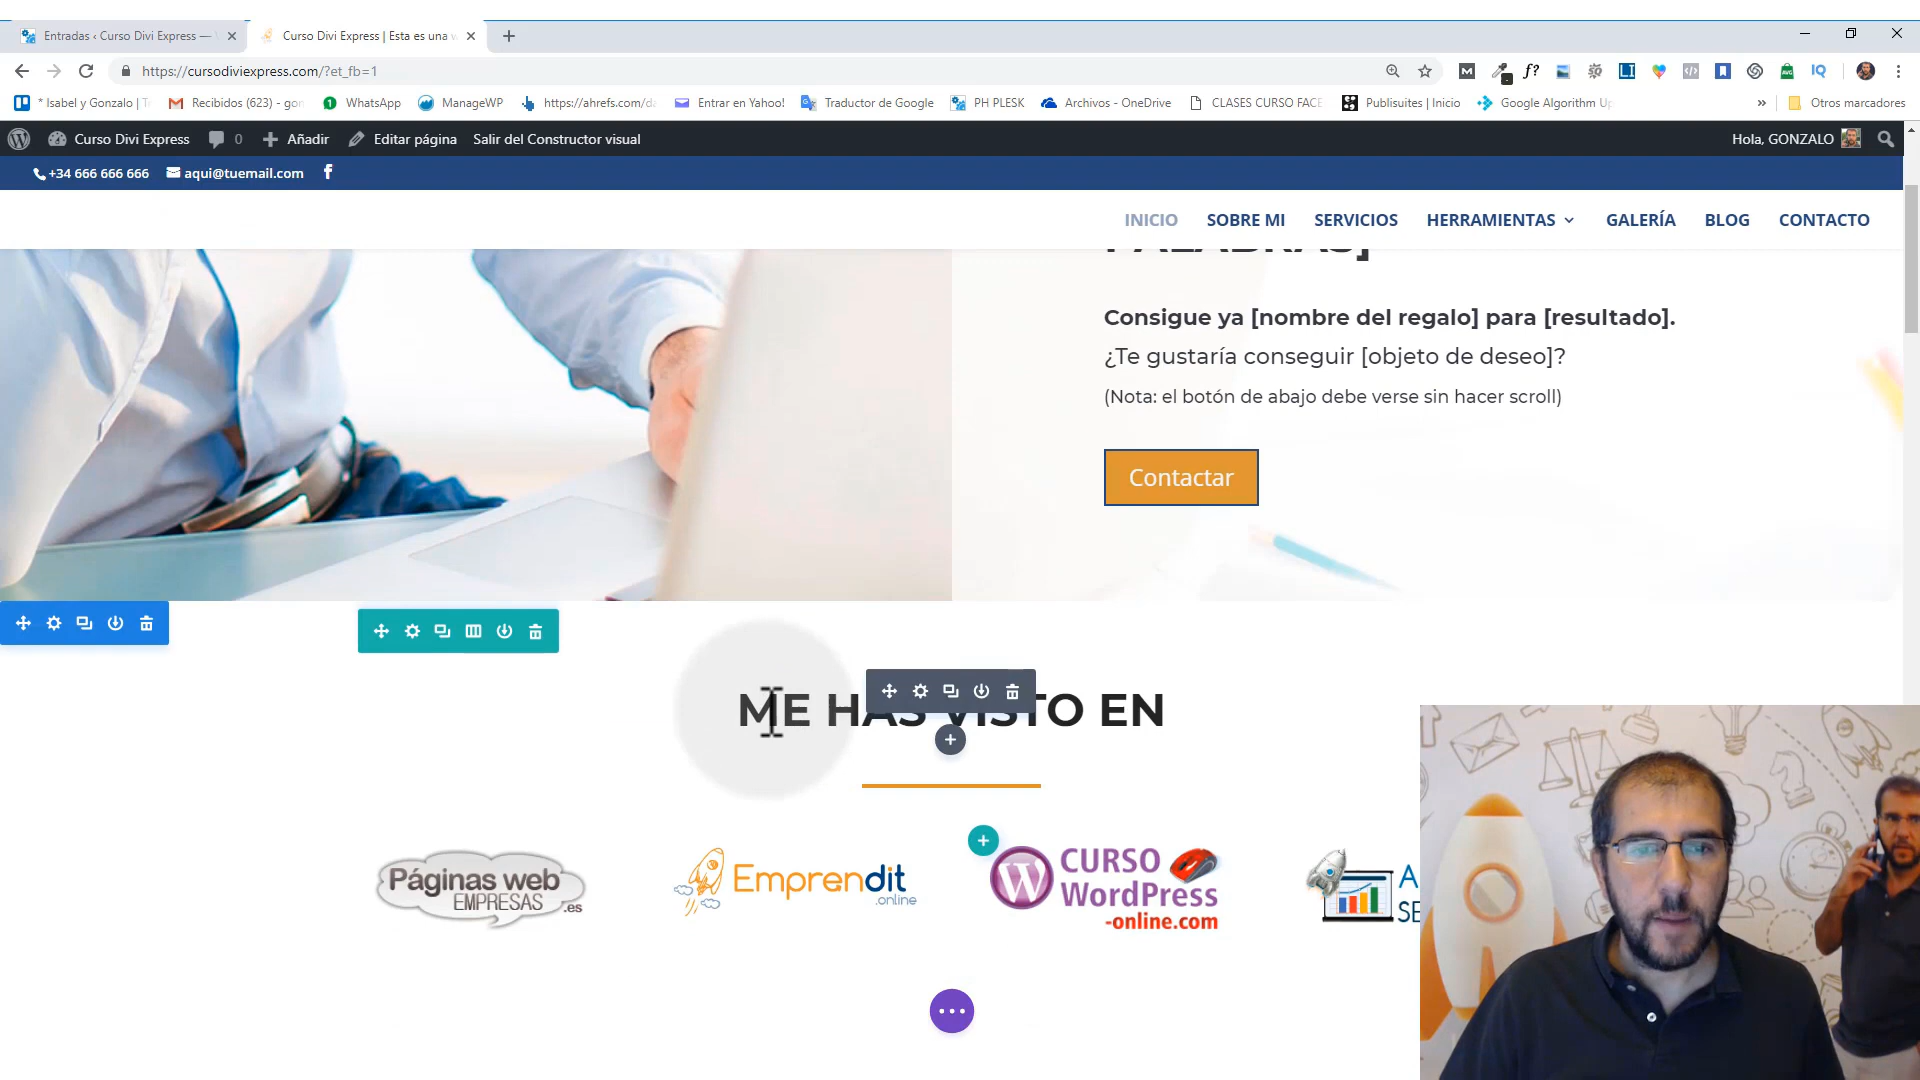 Entradas ‹ Curso Divi Express —
Curso Divi Express | Esta es una
https://cursodiviexpress.com/?et_fb=1
* Isabel y Gonzalo |
Recibidos (623) - gon
WhatsApp
ManageWP
https://ahrefs.com/da
Entrar en Yahoo!
Traductor de Google
PH PLESK
Archivos - OneDrive
CLASES CURSO FACE
Publisuites | Inicio
Google Algorithm Up
»
Otros marcadores
Curso Divi Express
0
Añadir
Editar página
Salir del Constructor visual
Hola, GONZALO
+34 666 666 666
aqui@tuemail.com
INICIO
SOBRE MI
SERVICIOS
HERRAMIENTAS
GALERÍA
BLOG
CONTACTO
PALABRAS]
Consigue ya [nombre del regalo] para [resultado].
¿Te gustaría conseguir [objeto de deseo]?
(Nota: el botón de abajo debe verse sin hacer scroll)
Contactar
ME HAS VISTO EN
Páginas web
EMPRESAS.es
Emprendit
.online
CURSO
WordPress
-online.com
A
SE